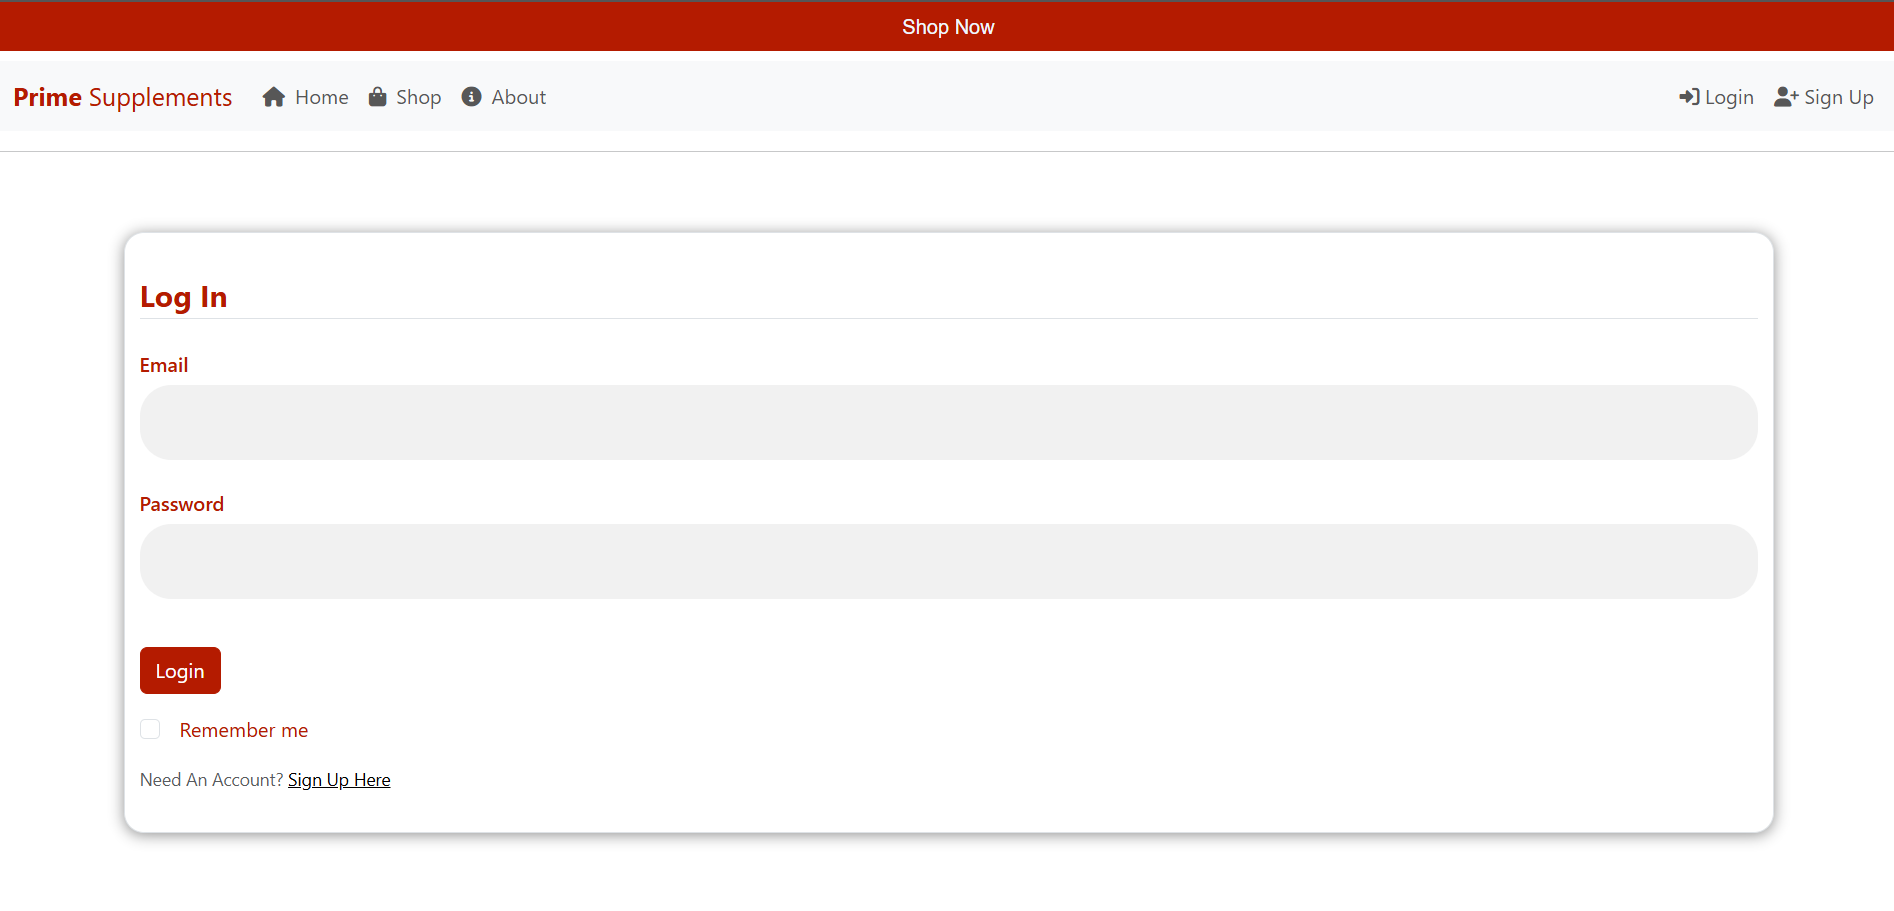 Shop Now
Prime Supplements Home Shop About Login Sign Up
Log In
Email
Password
Login
Remember me
Need An Account? Sign Up Here